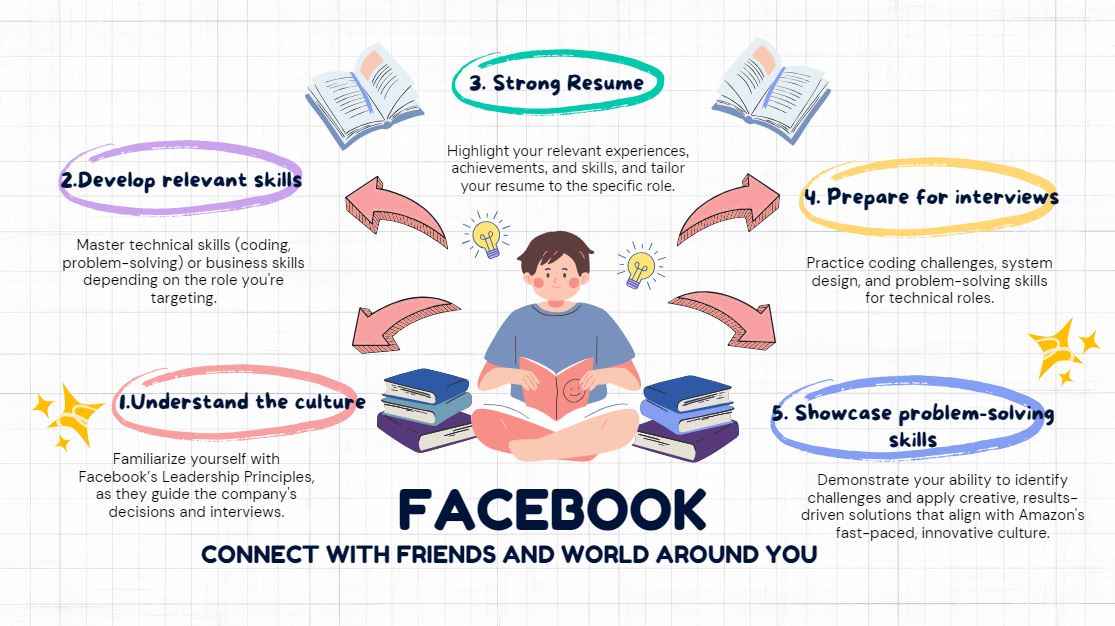 3. Strong Resume
Highlight your relevant experiences,
achievements, and skills, and tailor
your resume to the specific role.
2.Develop relevant skills
Master technical skills (coding,
problem-solving) or business skills
depending on the role you're
targeting.
4. Prepare for interviews
Practice coding challenges, system
design, and problem-solving skills
for technical roles.
1.Understand the culture
Familiarize yourself with
Facebook's Leadership Principles,
as they guide the company's
decisions and interviews.
5. Showcase problem-solving
skills
Demonstrate your ability to identify
challenges and apply creative, results-
driven solutions that align with Amazon's
fast-paced, innovative culture.
FACEBOOK
CONNECT WITH FRIENDS AND WORLD AROUND YOU